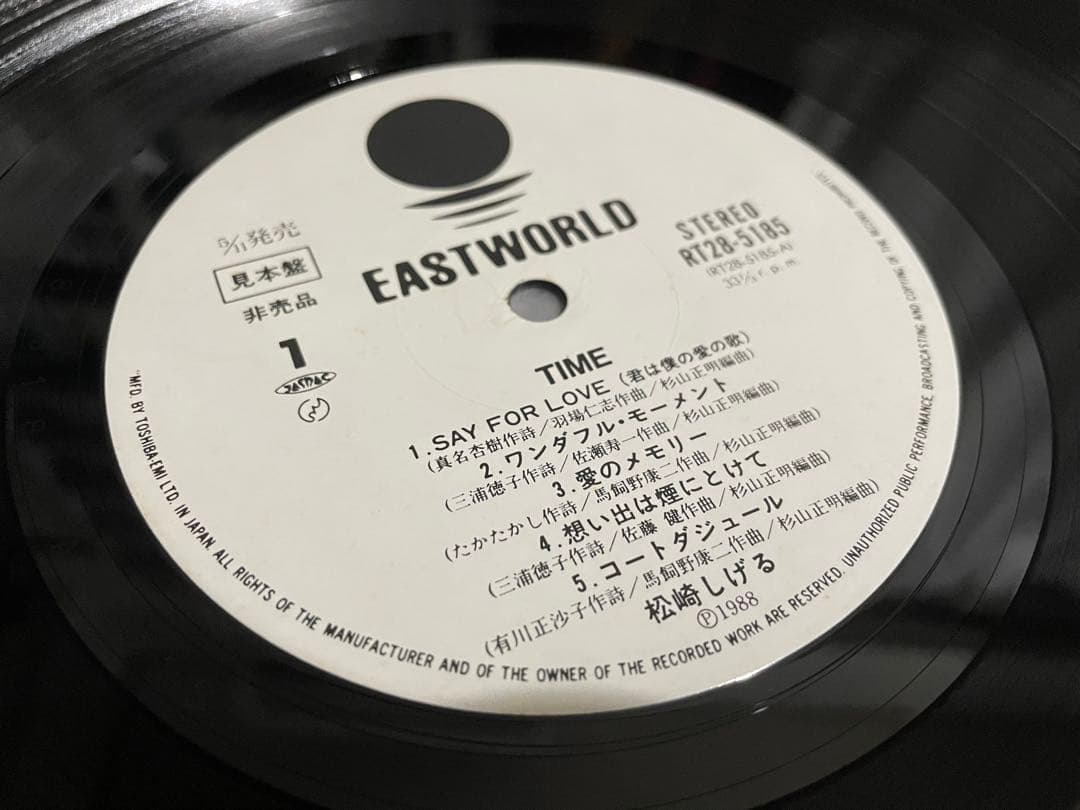 EASTWORLD
5/11発売
見本盤
非売品
1
JASRAC
STEREO
RT28-5185
(RT28-5185-A)
33⅓ r.p.m.
TIME
1.SAY FOR LOVE (君は僕の愛の歌)
(真名杏樹作詩/羽場仁志作曲/杉山正明編曲)
2.ワンダフル・モーメント
(三浦徳子作詩/佐瀬寿一作曲/杉山正明編曲)
3.愛のメモリー
(たかたかし作詩/馬飼野康二作曲/杉山正明編曲)
4.想い出は煙にとけて
(三浦徳子作詩/佐藤 健作曲/杉山正明編曲)
5.コートダジュール
(有川正沙子作詩/馬飼野康二作曲/杉山正明編曲)
松崎しげる
Ⓟ1988
"MFD. BY TOSHIBA-EMI LTD. IN JAPAN. ALL RIGHTS OF THE MANUFACTURER AND OF THE OWNER OF THE RECORDED WORK ARE RESERVED. UNAUTHORIZED PUBLIC PERFORMANCE, BROADCASTING AND COPYING OF THE RECORD PROHIBITED."